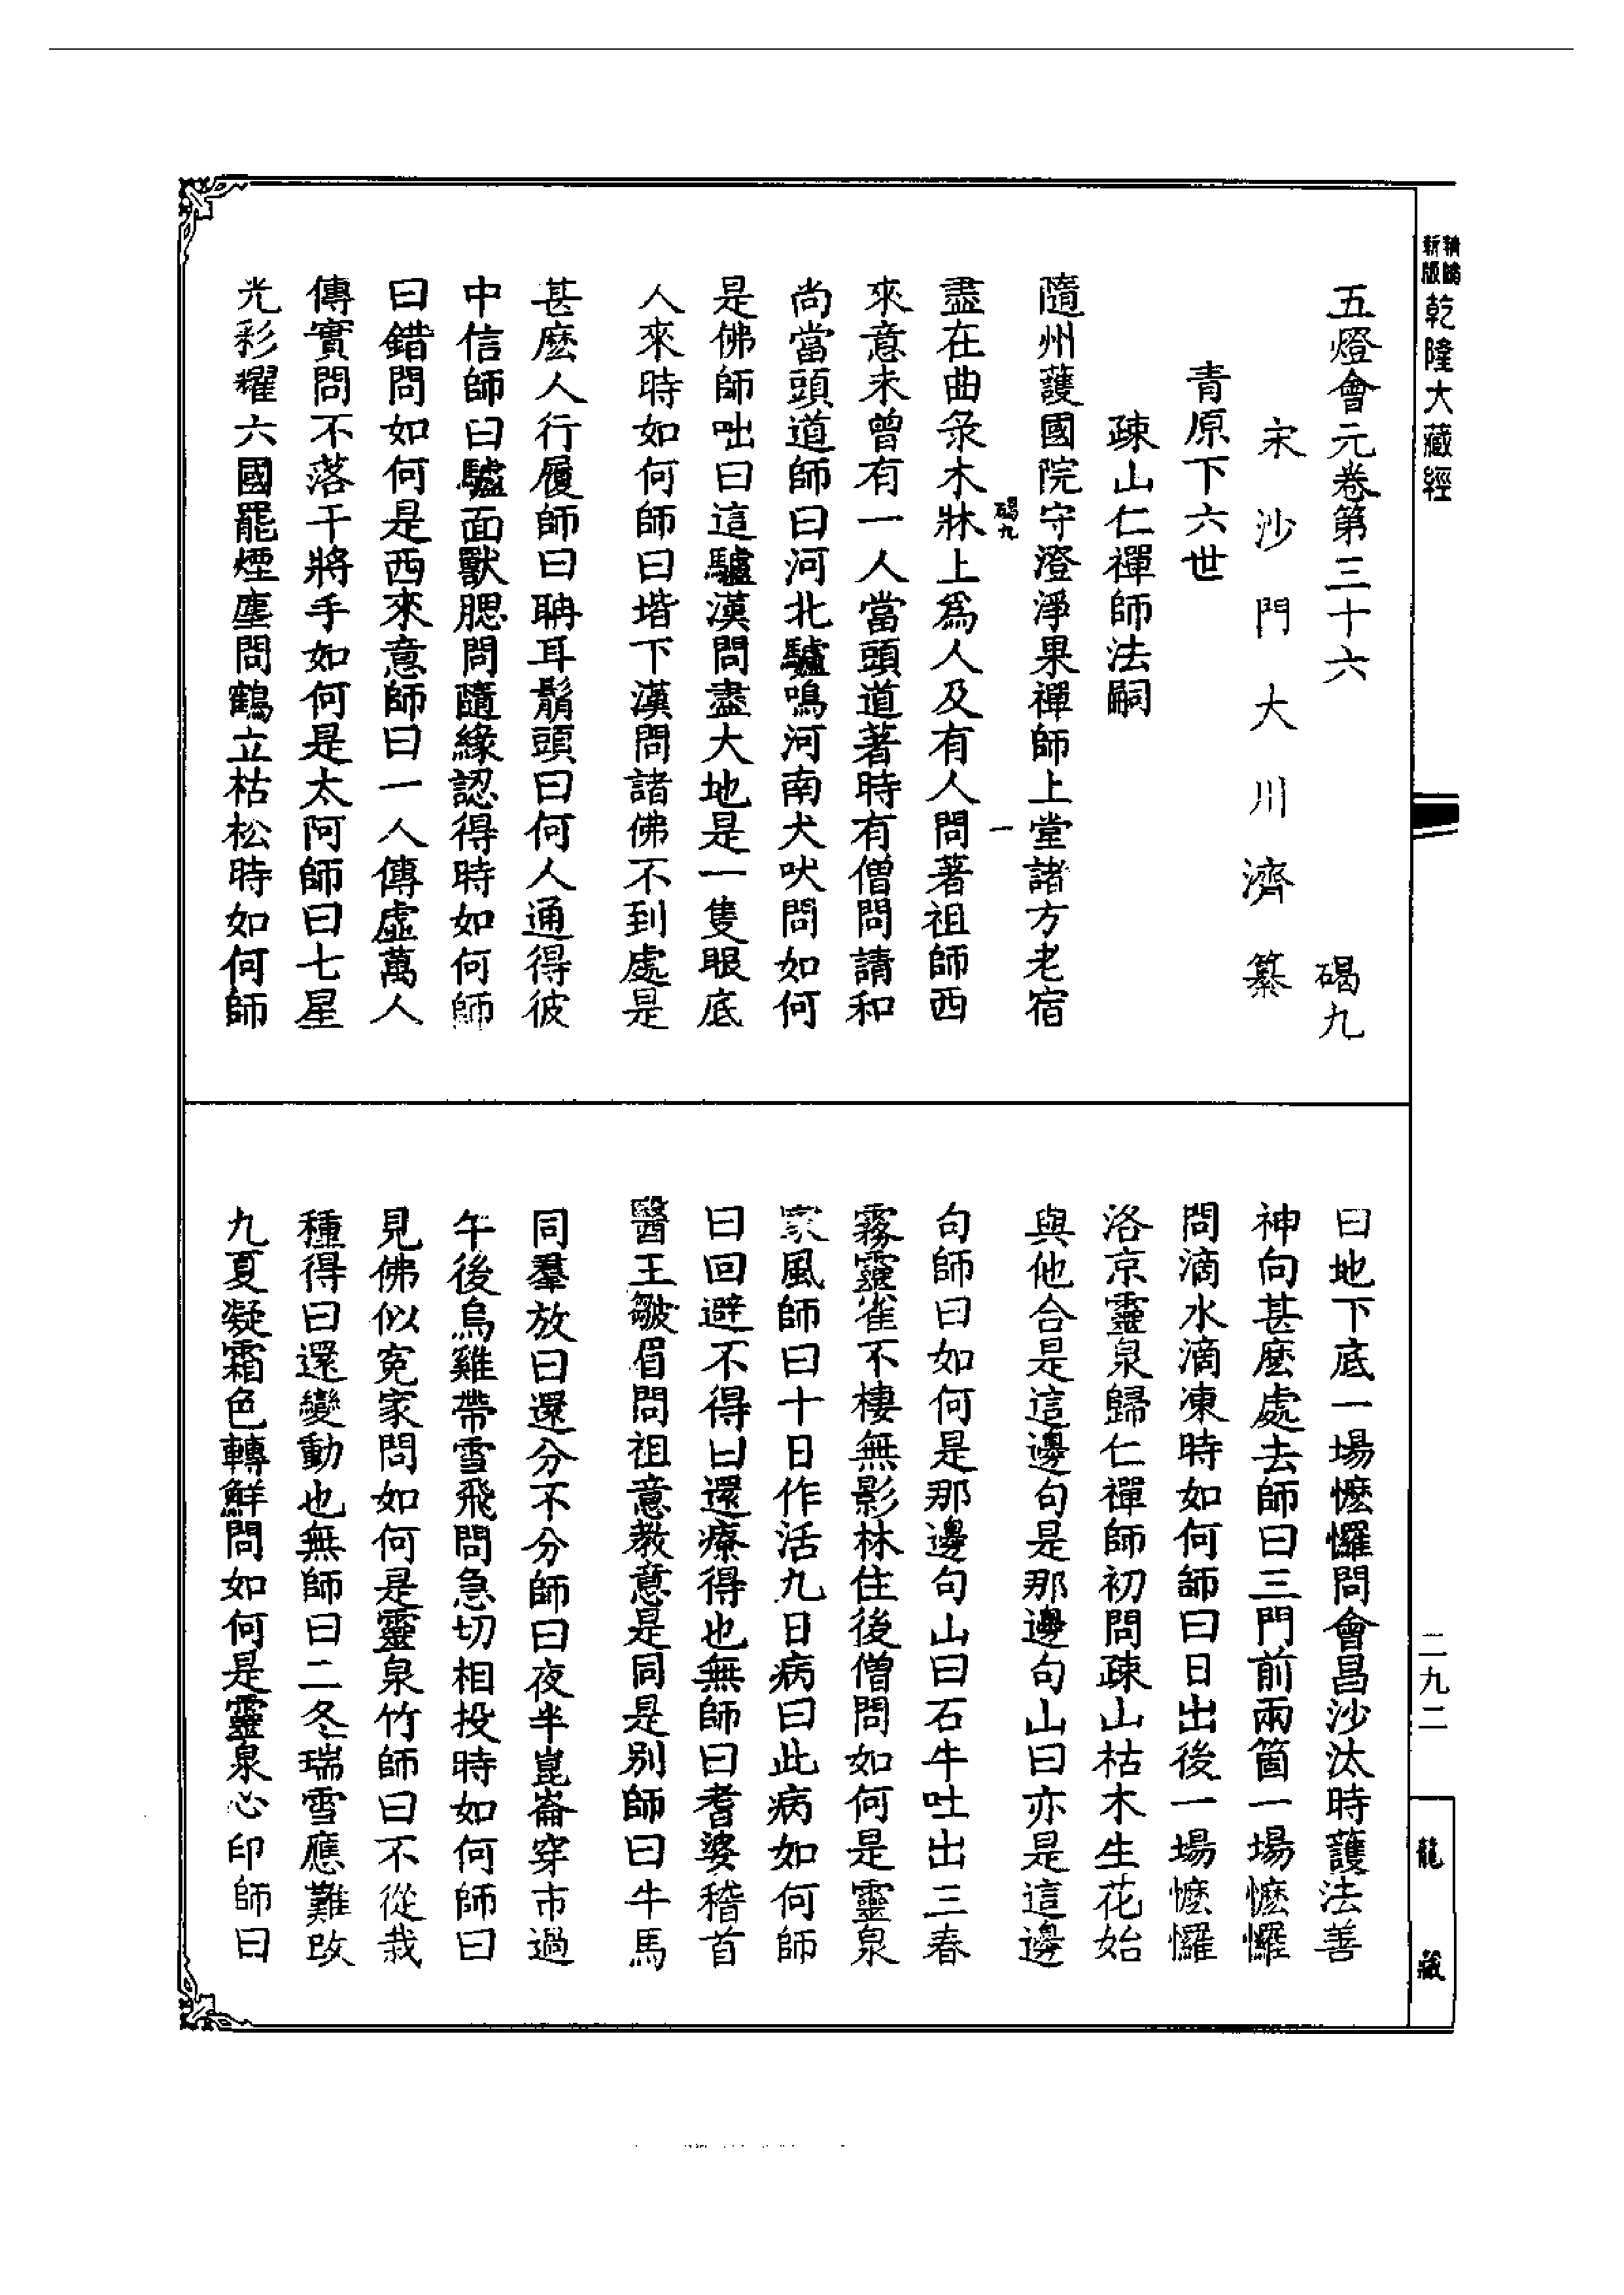 新版精縮乾隆大藏經
五燈會元卷第三十六　碣九
宋沙門大川濟纂
青原下六世
疎山仁禪師法嗣
隨州護國院守澄淨果禪師上堂諸方老宿
碣九　一
盡在曲彔木牀上爲人及有人問著祖師西
來意未曾有一人當頭道著時有僧問請和
尚當頭道師曰河北驢鳴河南犬吠問如何
是佛師咄曰這驢漢問盡大地是一隻眼底
人來時如何師曰堦下漢問諸佛不到處是
甚麽人行履師曰聃耳鬅頭曰何人通得彼
中信師曰驢面獸腮問隨緣認得時如何師
曰錯問如何是西來意師曰一人傳虛萬人
傳實問不落干將手如何是太阿師曰七星
光彩耀六國罷煙塵問鶴立枯松時如何師
曰地下底一場懡㦬問會昌沙汰時護法善
神向甚麽處去師曰三門前兩箇一場懡㦬
問滴水滴凍時如何師曰日出後一場懡㦬
洛京靈泉歸仁禪師初問疎山枯木生花始
與他合是這邊句是那邊句山曰亦是這邊
句師曰如何是那邊句山曰石牛吐出三春
霧靈雀不棲無影林住後僧問如何是靈泉
家風師曰十日作活九日病曰此病如何師
曰回避不得曰還療得也無師曰耆婆稽首
醫王皺眉問祖意教意是同是別師曰牛馬
同羣放曰還分不分師曰夜半崑崙穿市過
午後烏雞帶雪飛問急切相投時如何師曰
見佛似寃家問如何是靈泉竹師曰不從栽
種得曰還變動也無師曰三冬瑞雪應難改
九夏凝霜色轉鮮問如何是靈泉心印師曰
二九二
龍藏